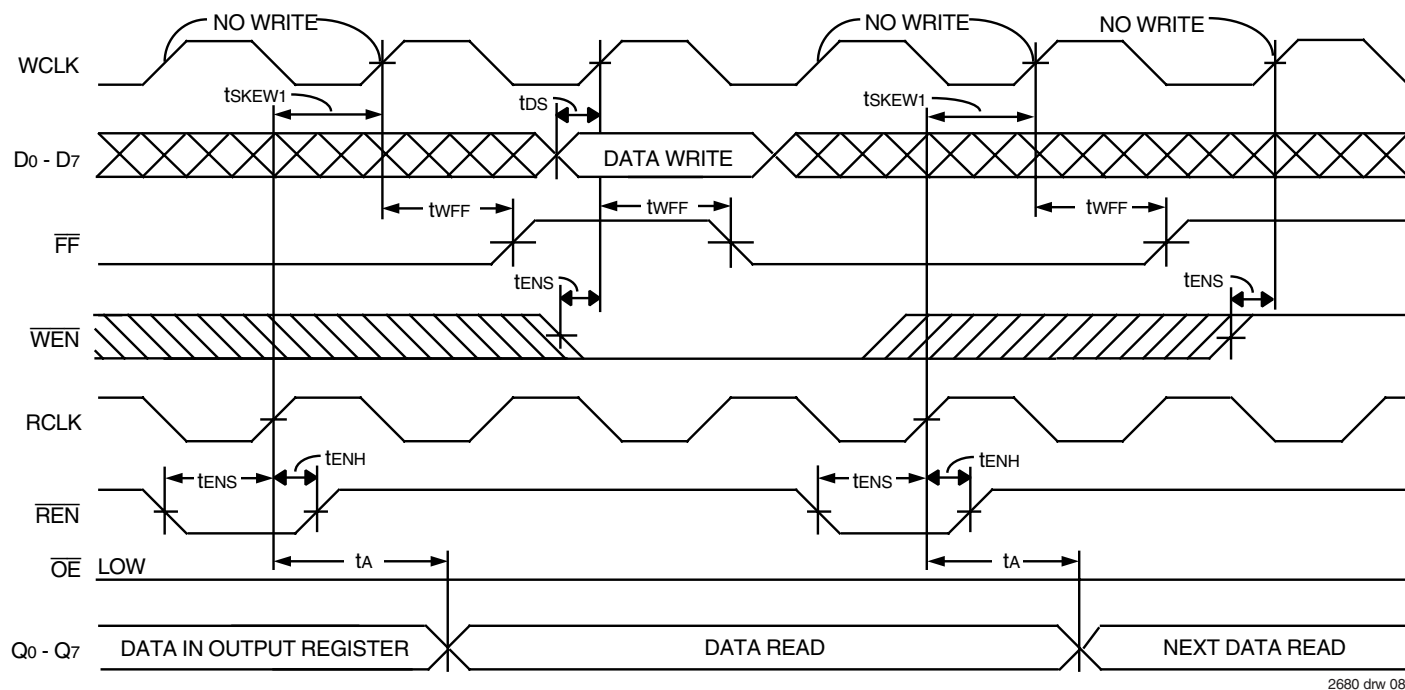 NO WRITE NO WRITE NO WRITE
WCLK
tSKEW1 tDS tSKEW1
D0 - D7 DATA WRITE
tWFF tWFF tWFF
FF
tENS tENS
WEN
RCLK
tENS tENH tENS tENH
REN
tA tA
OE LOW
Q0 - Q7 DATA IN OUTPUT REGISTER DATA READ NEXT DATA READ
2680 drw 08